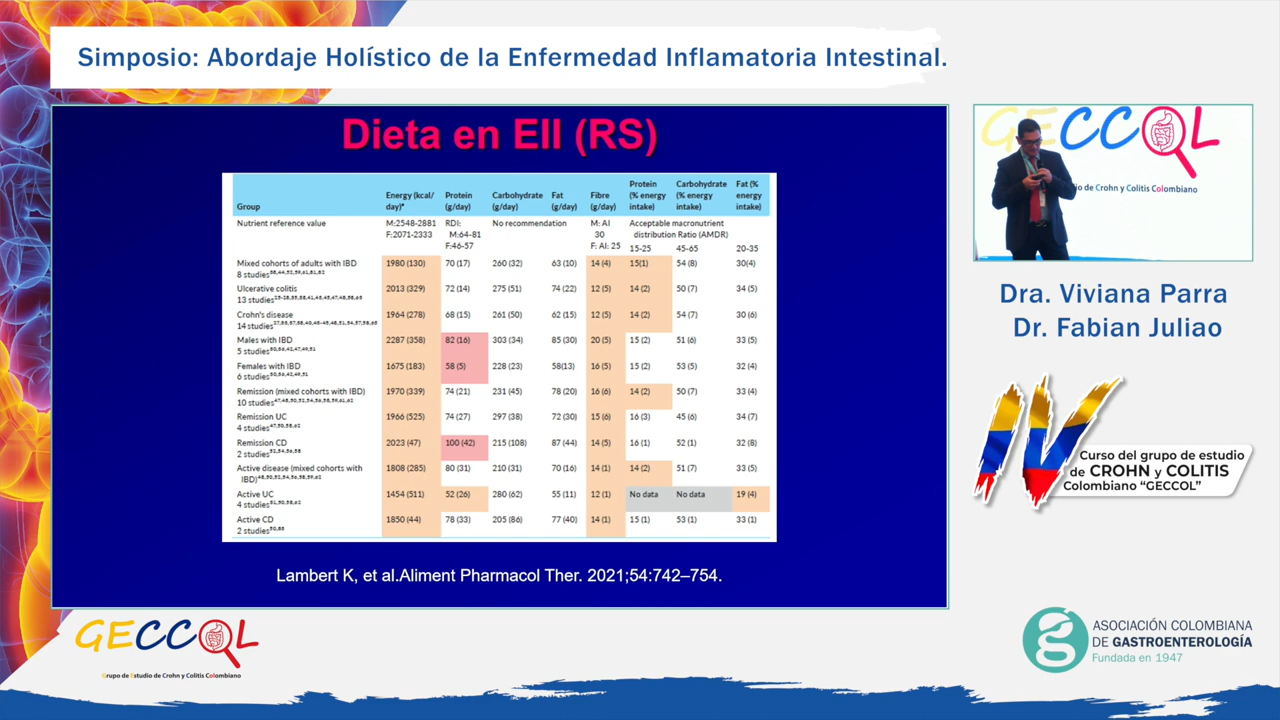 Simposio: Abordaje Holístico de la Enfermedad Inflamatoria Intestinal.
Dieta en EII (RS)
Group	Energy (kcal/day)ᵃ	Protein (g/day)	Carbohydrate (g/day)	Fat (g/day)	Fibre (g/day)	Protein (% energy intake)	Carbohydrate (% energy intake)	Fat (% energy intake)
Nutrient reference value	M:2548-2881 F:2071-2333	RDI: M:64-81 F:46-57	No recommendation	M: AI 30 F: AI: 25	Acceptable macronutrient distribution Ratio (AMDR) 15-25	45-65	20-35
Mixed cohorts of adults with IBD 8 studies	1980 (130)	70 (17)	260 (32)	63 (10)	14 (4)	15(1)	54 (8)	30(4)
Ulcerative colitis 13 studies	2013 (329)	72 (14)	275 (51)	74 (22)	12 (5)	14 (2)	50 (7)	34 (5)
Crohn's disease 14 studies	1964 (278)	68 (15)	261 (50)	62 (15)	12 (5)	14 (2)	54 (7)	30 (6)
Males with IBD 5 studies	2287 (358)	82 (16)	303 (34)	85 (30)	20 (5)	15 (2)	51 (6)	33 (5)
Females with IBD 6 studies	1675 (183)	58 (5)	228 (23)	58(13)	16 (5)	15 (2)	53 (5)	32 (4)
Remission (mixed cohorts with IBD) 10 studies	1970 (339)	74 (21)	231 (45)	78 (20)	16 (6)	14 (2)	50 (7)	33 (4)
Remission UC 4 studies	1966 (525)	74 (27)	297 (38)	72 (30)	15 (6)	16 (3)	45 (6)	34 (7)
Remission CD 2 studies	2023 (47)	100 (42)	215 (108)	87 (44)	14 (5)	16 (1)	52 (1)	32 (8)
Active disease (mixed cohorts with IBD)	1808 (285)	80 (31)	210 (31)	70 (16)	14 (1)	14 (2)	51 (7)	33 (5)
Active UC 4 studies	1454 (511)	52 (26)	280 (62)	55 (11)	12 (1)	No data	No data	19 (4)
Active CD 2 studies	1850 (44)	78 (33)	205 (86)	77 (40)	14 (1)	15 (1)	53 (1)	33 (1)
Lambert K, et al.Aliment Pharmacol Ther. 2021;54:742–754.
GECCOL
io de Crohn y Colitis Colombiano
Dra. Viviana Parra
Dr. Fabian Juliao
IV
Curso del grupo de estudio
de CROHN y COLITIS
Colombiano “GECCOL”
GECCOL
Grupo de Estudio de Crohn y Colitis Colombiano
ASOCIACIÓN COLOMBIANA
DE GASTROENTEROLOGÍA
Fundada en 1947